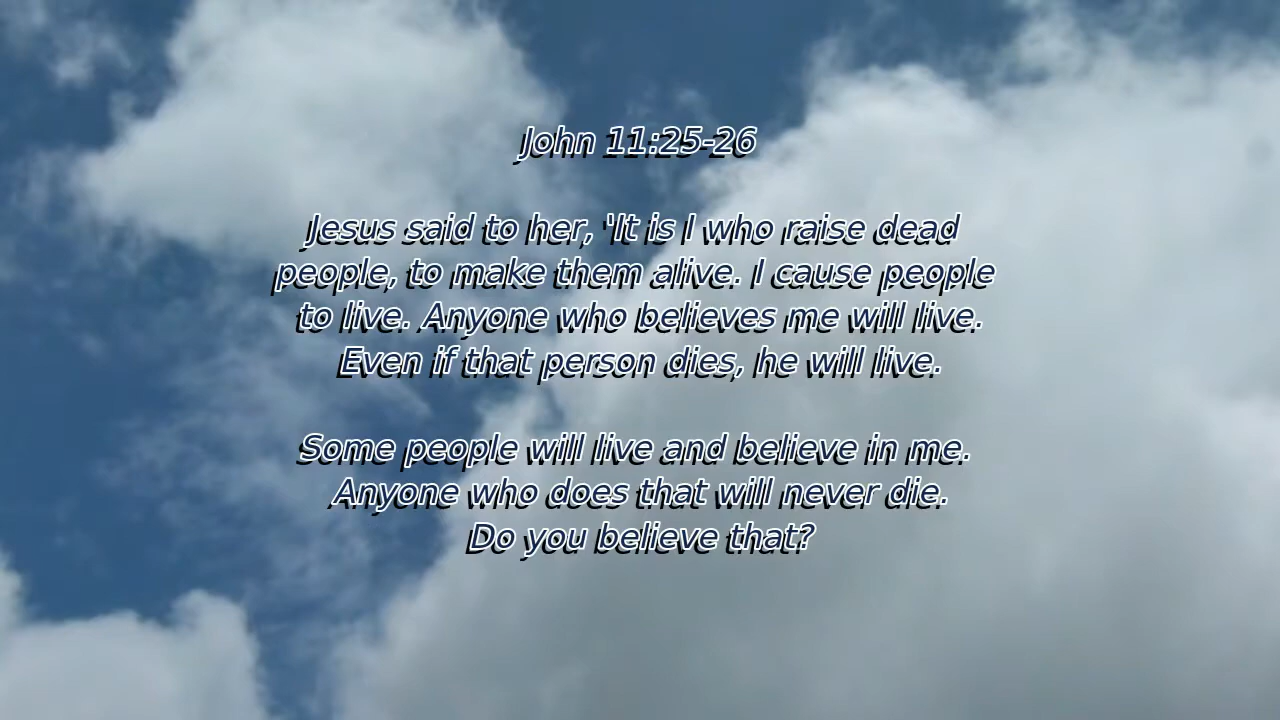 John 11:25-26
Jesus said to her, 'It is I who raise dead
people, to make them alive. I cause people
to live. Anyone who believes me will live.
Even if that person dies, he will live.
Some people will live and believe in me.
Anyone who does that will never die.
Do you believe that?